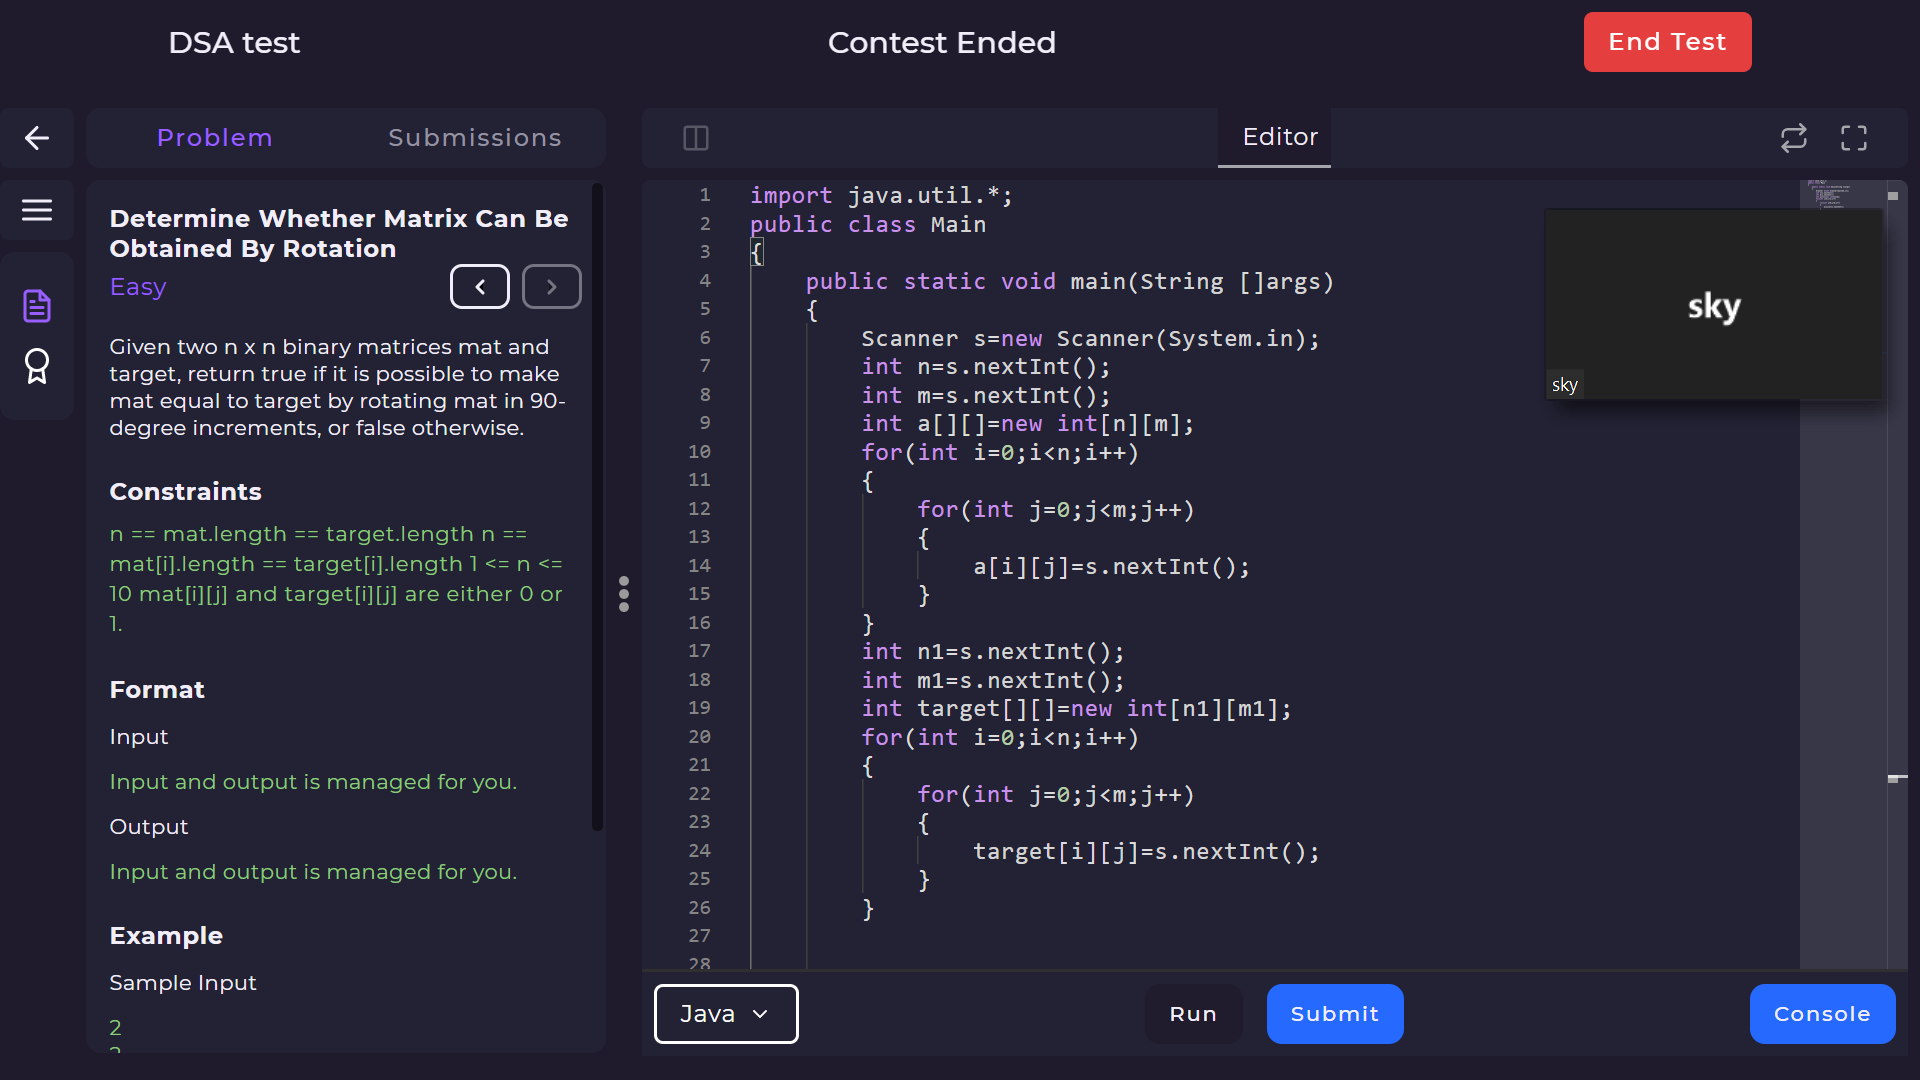 DSA test
Contest Ended
End Test
Problem
Submissions
Editor
Determine Whether Matrix Can Be
Obtained By Rotation
Easy
Given two n x n binary matrices mat and
target, return true if it is possible to make
mat equal to target by rotating mat in 90-
degree increments, or false otherwise.
Constraints
n == mat.length == target.length n ==
mat[i].length == target[i].length 1 <= n <=
10 mat[i][j] and target[i][j] are either 0 or
1.
Format
Input
Input and output is managed for you.
Output
Input and output is managed for you.
Example
Sample Input
2
1 import java.util.*;
2 public class Main
3 {
4 public static void main(String []args)
5 {
6 Scanner s=new Scanner(System.in);
7 int n=s.nextInt();
8 int m=s.nextInt();
9 int a[][]=new int[n][m];
10 for(int i=0;i<n;i++)
11 {
12 for(int j=0;j<m;j++)
13 {
14 a[i][j]=s.nextInt();
15 }
16 }
17 int n1=s.nextInt();
18 int m1=s.nextInt();
19 int target[][]=new int[n1][m1];
20 for(int i=0;i<n;i++)
21 {
22 for(int j=0;j<m;j++)
23 {
24 target[i][j]=s.nextInt();
25 }
26 }
27
28
sky
sky
Java
Run
Submit
Console